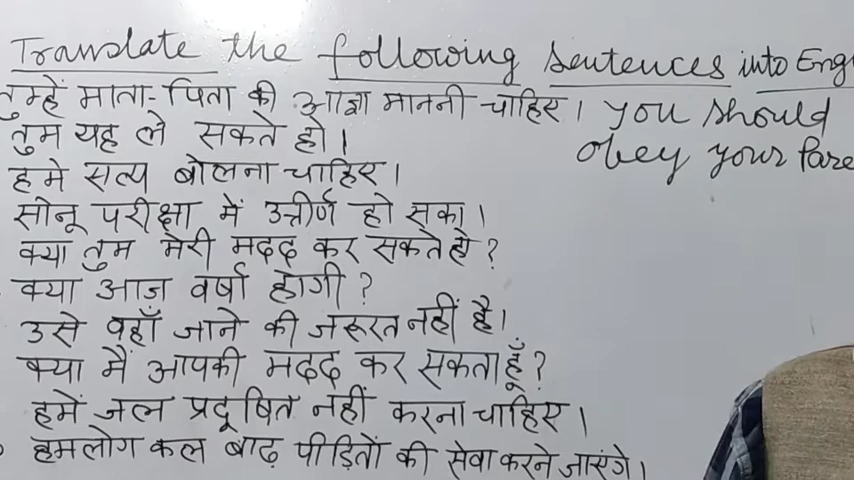 Translate the following sentences into Eng
तुम्हें माता-पिता की आज्ञा माननी चाहिए। You should
obey your Pare
तुम यह ले सकते हो।
हमे सत्य बोलना चाहिए।
सोनू परीक्षा में उत्तीर्ण हो सका।
क्या तुम मेरी मदद कर सकते हो?
क्या आज वर्षा होगी?
उसे वहाँ जाने की जरूरत नहीं है।
क्या मैं आपकी मदद कर सकता हूँ?
हमें जल प्रदूषित नहीं करना चाहिए।
हमलोग कल बाढ़ पीड़ितों की सेवा करने जाएंगे।